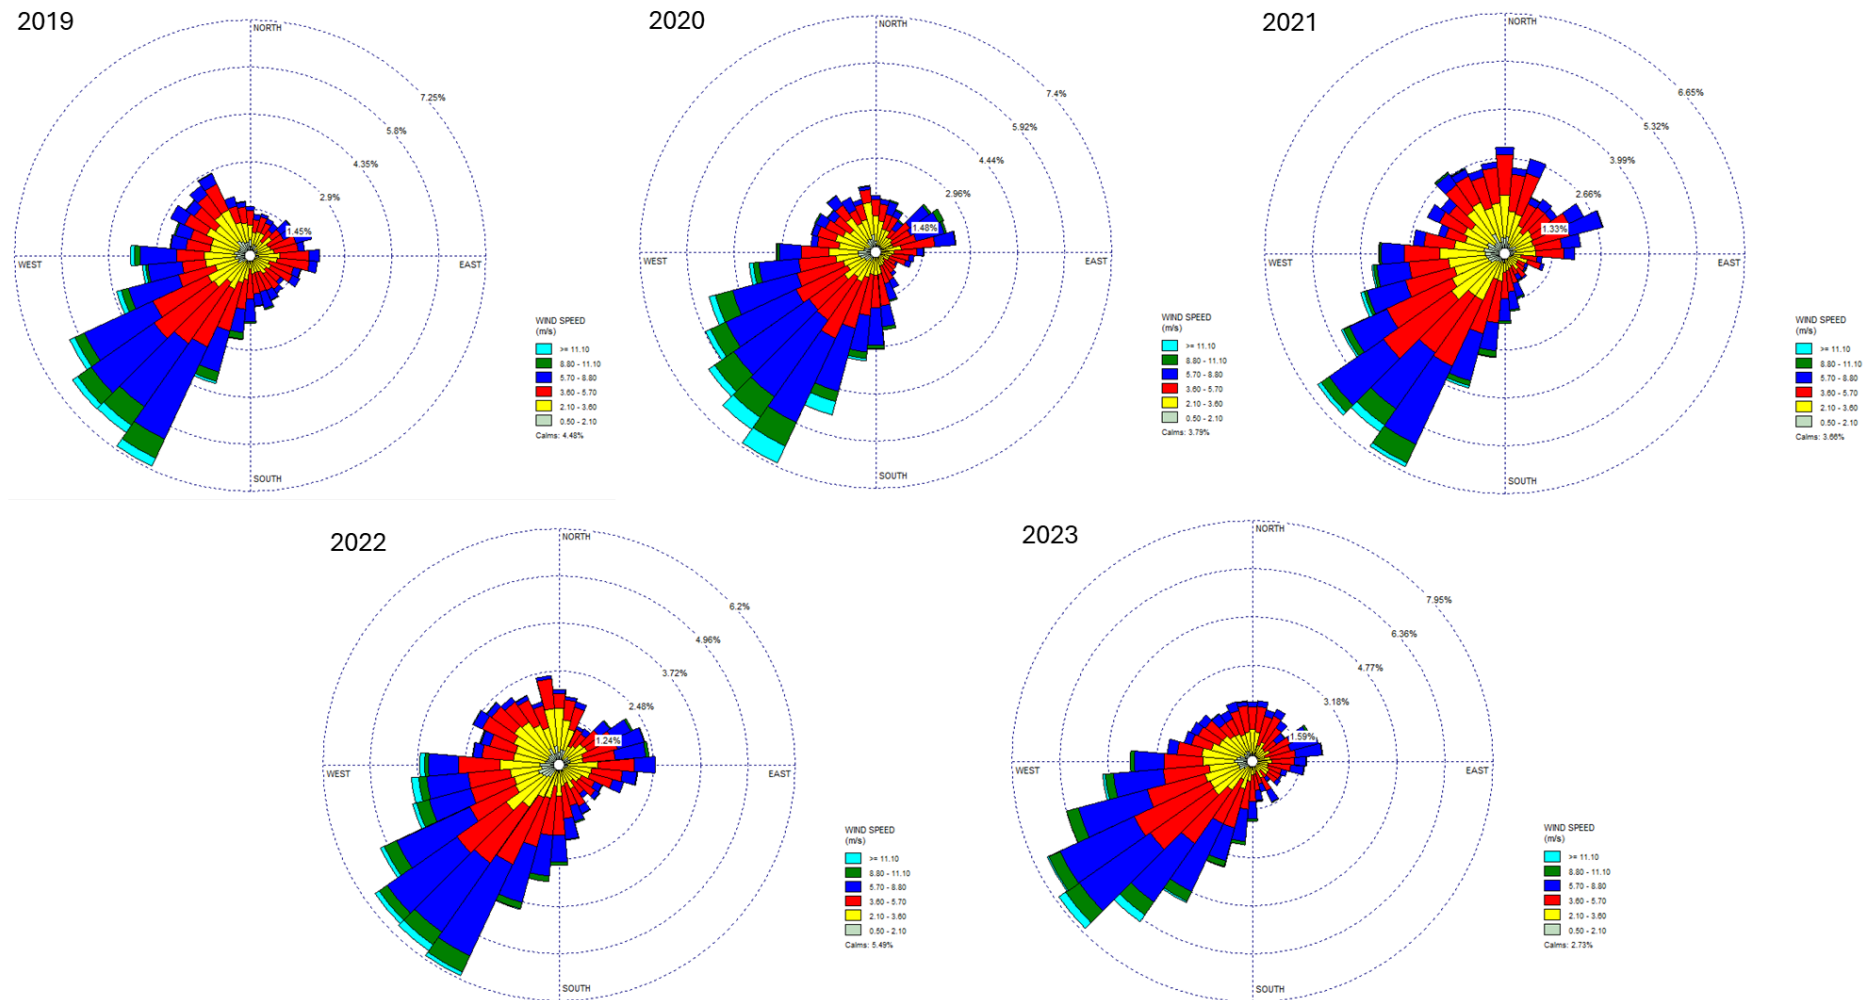 2019
NORTH
7.25%
5.8%
4.35%
2.9%
1.45%
WEST
EAST
SOUTH
WIND SPEED
(m/s)
>= 11.10
8.80 - 11.10
5.70 - 8.80
3.60 - 5.70
2.10 - 3.60
0.50 - 2.10
Calms: 4.48%
2020
NORTH
7.4%
5.92%
4.44%
2.96%
1.48%
WEST
EAST
SOUTH
WIND SPEED
(m/s)
>= 11.10
8.80 - 11.10
5.70 - 8.80
3.60 - 5.70
2.10 - 3.60
0.50 - 2.10
Calms: 3.79%
2021
NORTH
6.65%
5.32%
3.99%
2.66%
1.33%
WEST
EAST
SOUTH
WIND SPEED
(m/s)
>= 11.10
8.80 - 11.10
5.70 - 8.80
3.60 - 5.70
2.10 - 3.60
0.50 - 2.10
Calms: 3.66%
2022
NORTH
6.2%
4.96%
3.72%
2.48%
1.24%
WEST
EAST
SOUTH
WIND SPEED
(m/s)
>= 11.10
8.80 - 11.10
5.70 - 8.80
3.60 - 5.70
2.10 - 3.60
0.50 - 2.10
Calms: 5.49%
2023
NORTH
7.95%
6.36%
4.77%
3.18%
1.59%
WEST
EAST
SOUTH
WIND SPEED
(m/s)
>= 11.10
8.80 - 11.10
5.70 - 8.80
3.60 - 5.70
2.10 - 3.60
0.50 - 2.10
Calms: 2.73%